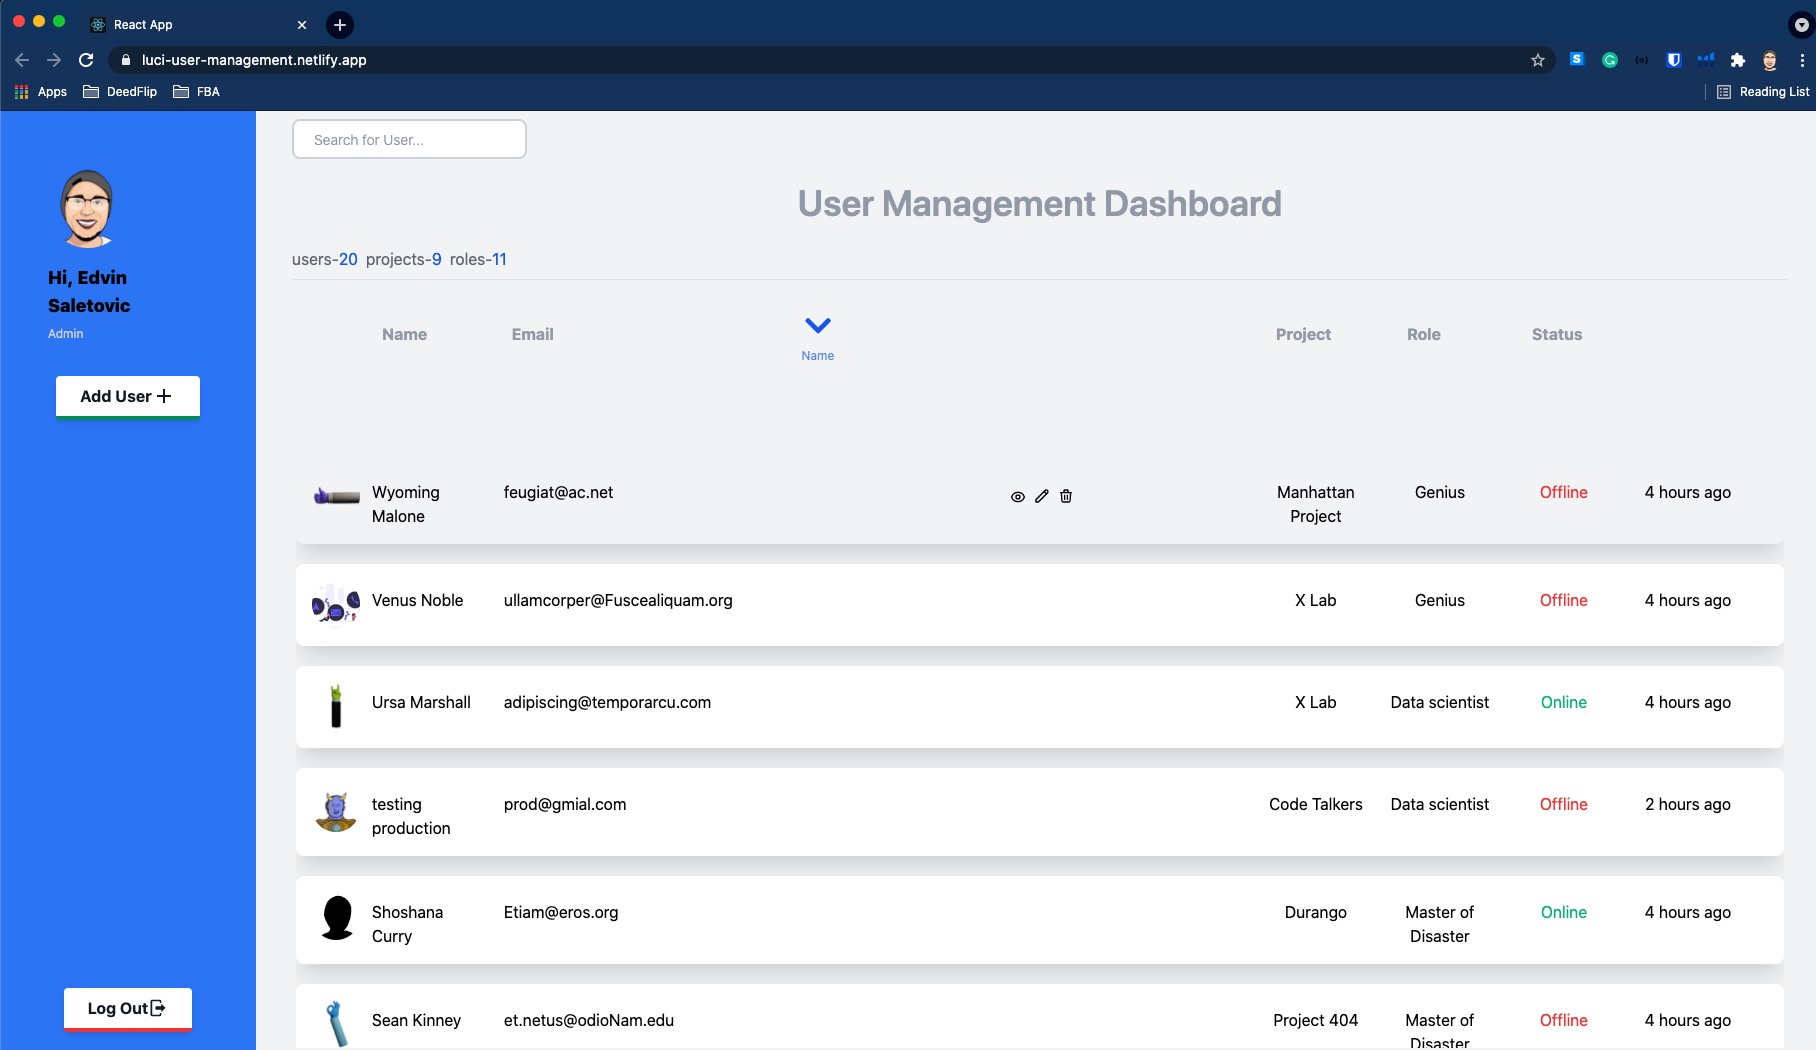 React App
luci-user-management.netlify.app
Apps DeedFlip FBA Reading List
Search for User...
Hi, Edvin
Saletovic
Admin
Add User
Log Out
User Management Dashboard
users-20 projects-9 roles-11
Name Email Name Project Role Status
Wyoming feugiat@ac.net Manhattan Genius Offline 4 hours ago
Malone Project
Venus Noble ullamcorper@Fuscealiquam.org X Lab Genius Offline 4 hours ago
Ursa Marshall adipiscing@temporarcu.com X Lab Data scientist Online 4 hours ago
testing prod@gmial.com Code Talkers Data scientist Offline 2 hours ago
production
Shoshana Etiam@eros.org Durango Master of Online 4 hours ago
Curry Disaster
Sean Kinney et.netus@odioNam.edu Project 404 Master of Offline 4 hours ago
Disaster